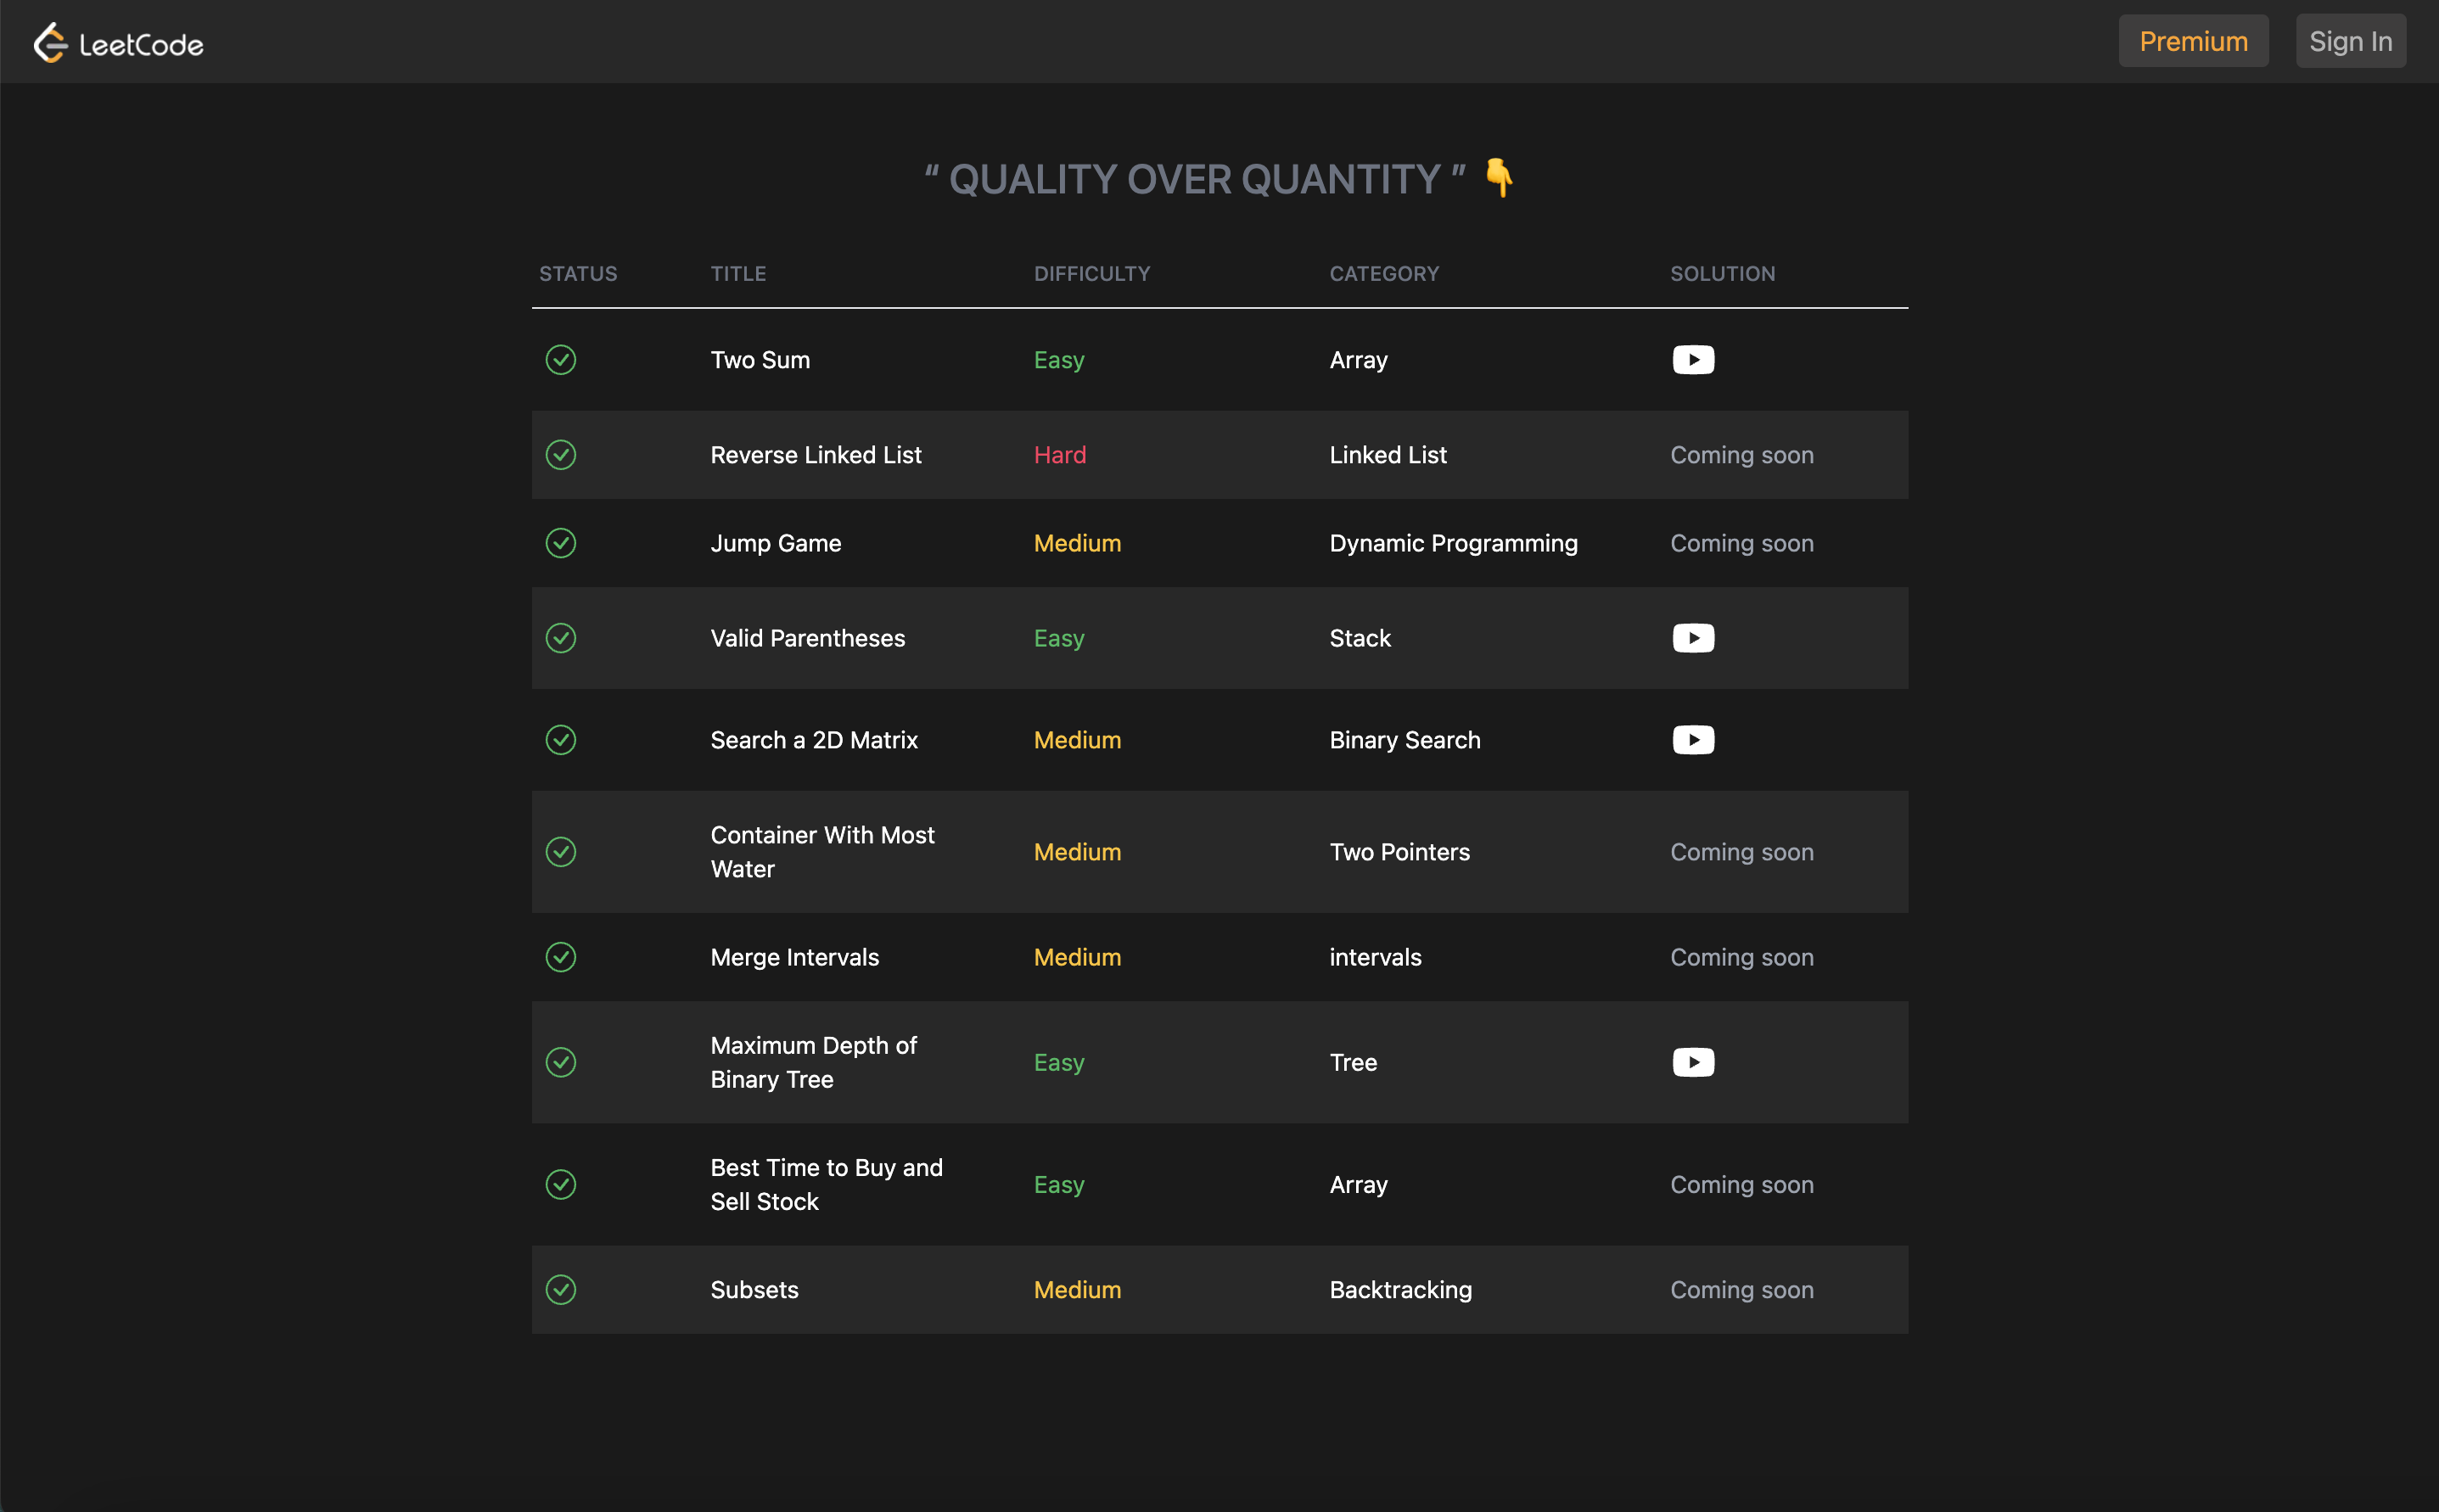 LeetCode
Premium
Sign In
“ QUALITY OVER QUANTITY ” 👇
STATUS TITLE DIFFICULTY CATEGORY SOLUTION
Two Sum Easy Array
Reverse Linked List Hard Linked List Coming soon
Jump Game Medium Dynamic Programming Coming soon
Valid Parentheses Easy Stack
Search a 2D Matrix Medium Binary Search
Container With Most
Water
Medium Two Pointers Coming soon
Merge Intervals Medium intervals Coming soon
Maximum Depth of
Binary Tree
Easy Tree
Best Time to Buy and
Sell Stock
Easy Array Coming soon
Subsets Medium Backtracking Coming soon